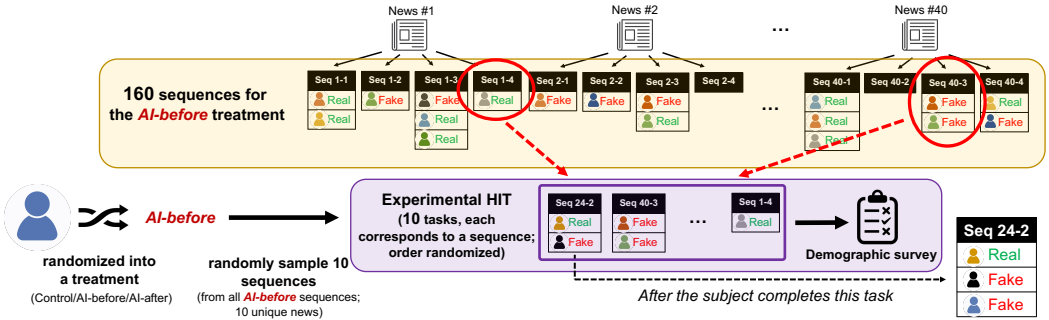 News #1
News #2
...
News #40
160 sequences for
the AI-before treatment
Seq 1-1
Real
Real
Seq 1-2
Fake
Seq 1-3
Fake
Real
Real
Seq 1-4
Real
Seq 2-1
Fake
Seq 2-2
Fake
Seq 2-3
Fake
Real
Seq 2-4
...
Seq 40-1
Real
Real
Real
Seq 40-2
Seq 40-3
Fake
Fake
Seq 40-4
Real
Fake
randomized into
a treatment
(Control/AI-before/AI-after)
AI-before
randomly sample 10
sequences
(from all AI-before sequences;
10 unique news)
Experimental HIT
(10 tasks, each
corresponds to a sequence;
order randomized)
Seq 24-2
Real
Fake
Seq 40-3
Fake
Fake
...
Seq 1-4
Real
Demographic survey
After the subject completes this task
Seq 24-2
Real
Fake
Fake